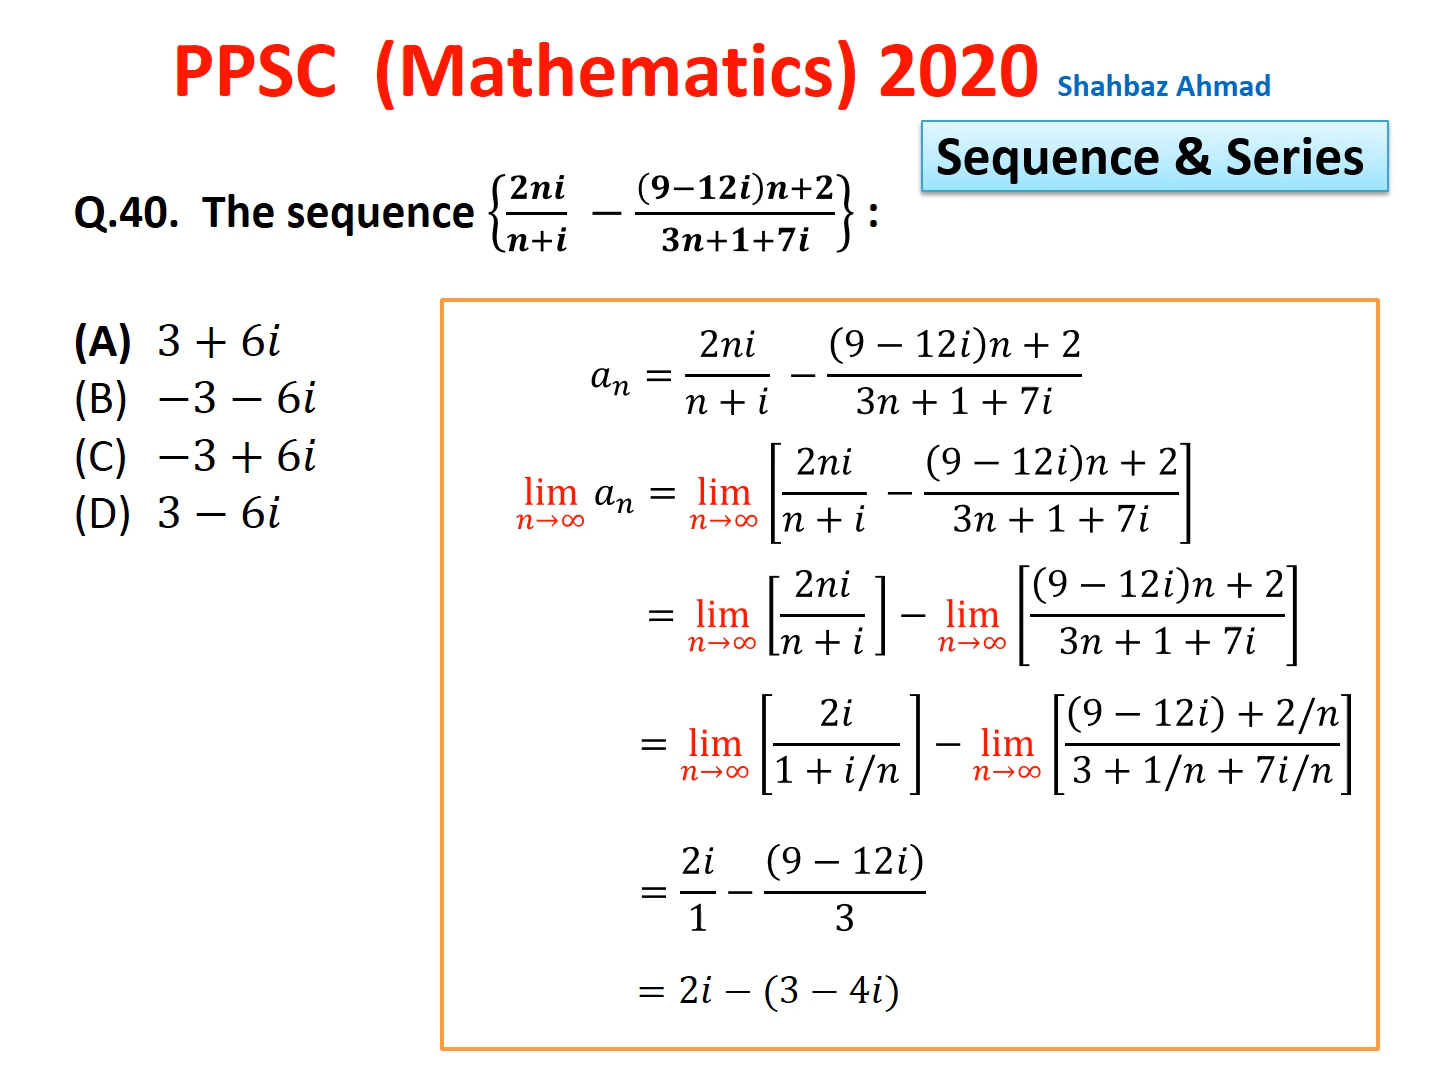 PPSC (Mathematics) 2020 Shahbaz Ahmad
Sequence & Series
Q.40. The sequence {2ni/(n+i) − ((9−12i)n+2)/(3n+1+7i)} :
(A) 3 + 6i
(B) −3 − 6i
(C) −3 + 6i
(D) 3 − 6i
aₙ = 2ni/(n + i) − ((9 − 12i)n + 2)/(3n + 1 + 7i)
lim n→∞ aₙ = lim n→∞ [2ni/(n + i) − ((9 − 12i)n + 2)/(3n + 1 + 7i)]
= lim n→∞ [2ni/(n + i)] − lim n→∞ [((9 − 12i)n + 2)/(3n + 1 + 7i)]
= lim n→∞ [2i/(1 + i/n)] − lim n→∞ [((9 − 12i) + 2/n)/(3 + 1/n + 7i/n)]
= 2i/1 − (9 − 12i)/3
= 2i − (3 − 4i)